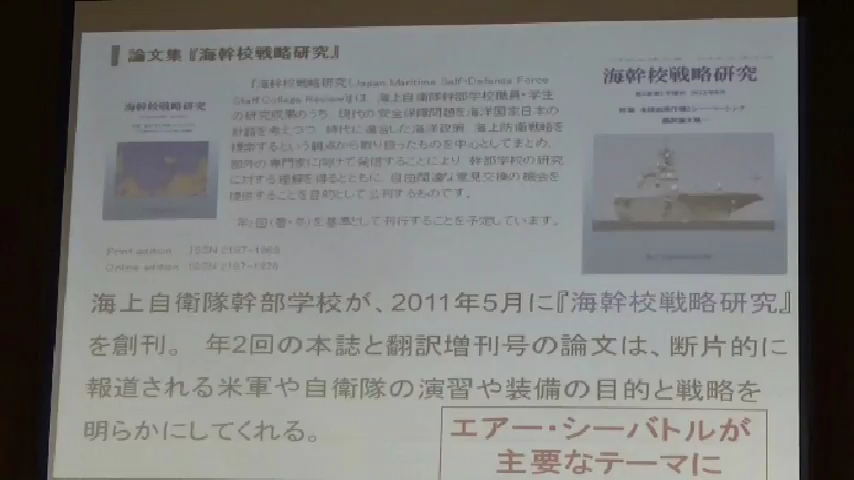 論文集『海幹校戦略研究』
『海幹校戦略研究(Japan Maritime Self-Defense Force
Staff College Review)』は、海上自衛隊幹部学校職員・学生
の研究成果のうち、現代の安全保障問題を海洋国家日本の
針路を考えつつ、時代に適合した海洋政策、海上防衛戦略を
模索するという観点から取り扱ったものを中心としてまとめ、
部外の専門家に向けて発信することにより、幹部学校の研究
に対する理解を得るとともに、自由闊達な意見交換の機会を
提供することを目的として公刊するものです。
年2回(春・冬)を基準として刊行することを予定しています。
海幹校戦略研究
Print edition ISSN 2187-1868
Online edition ISSN 2187-1876
海幹校戦略研究
海上自衛隊幹部学校が、2011年5月に『海幹校戦略研究』
を創刊。 年2回の本誌と翻訳増刊号の論文は、断片的に
報道される米軍や自衛隊の演習や装備の目的と戦略を
明らかにしてくれる。
エアー・シーバトルが
主要なテーマに